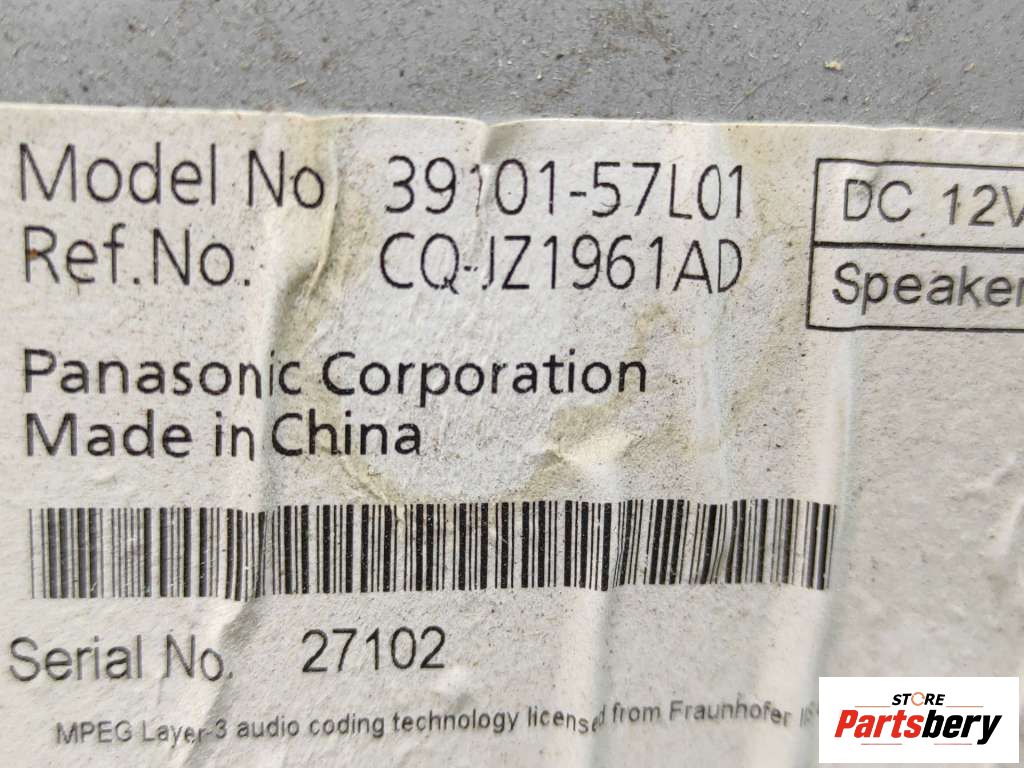 Model No 39101-57L01
Ref.No. CQ-JZ1961AD
DC 12V
Speaker
Panasonic Corporation
Made in China
Serial No. 27102
MPEG Layer-3 audio coding technology licensed from Fraunhofer
STORE
Partsbery